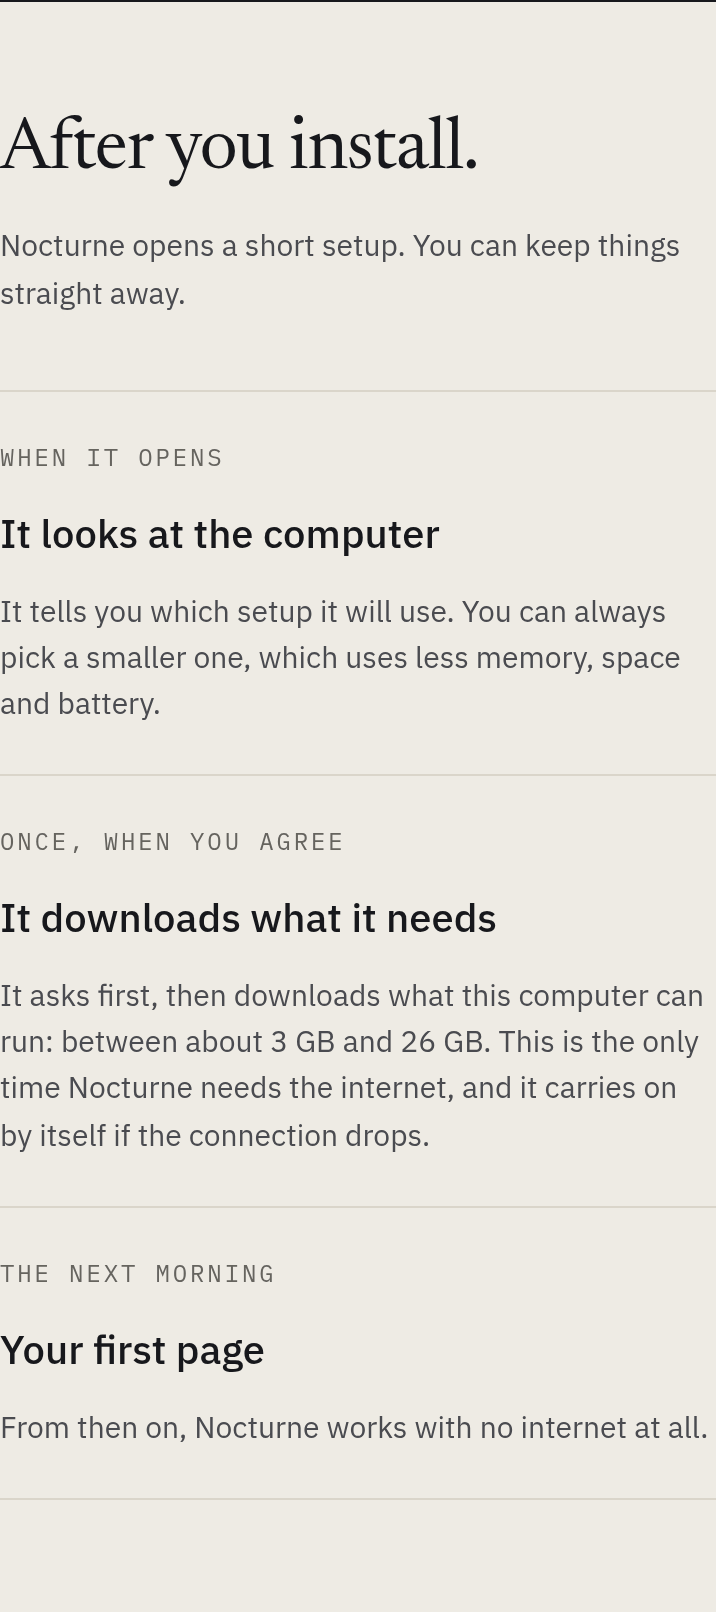 After you install.
Nocturne opens a short setup. You can keep things
straight away.
WHEN IT OPENS
It looks at the computer
It tells you which setup it will use. You can always
pick a smaller one, which uses less memory, space
and battery.
ONCE, WHEN YOU AGREE
It downloads what it needs
It asks first, then downloads what this computer can
run: between about 3 GB and 26 GB. This is the only
time Nocturne needs the internet, and it carries on
by itself if the connection drops.
THE NEXT MORNING
Your first page
From then on, Nocturne works with no internet at all.